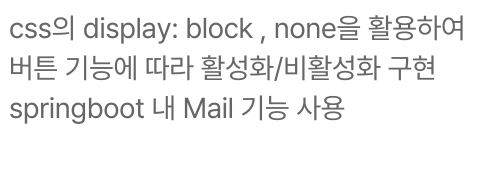 css의 display: block , none을 활용하여
버튼 기능에 따라 활성화/비활성화 구현
springboot 내 Mail 기능 사용